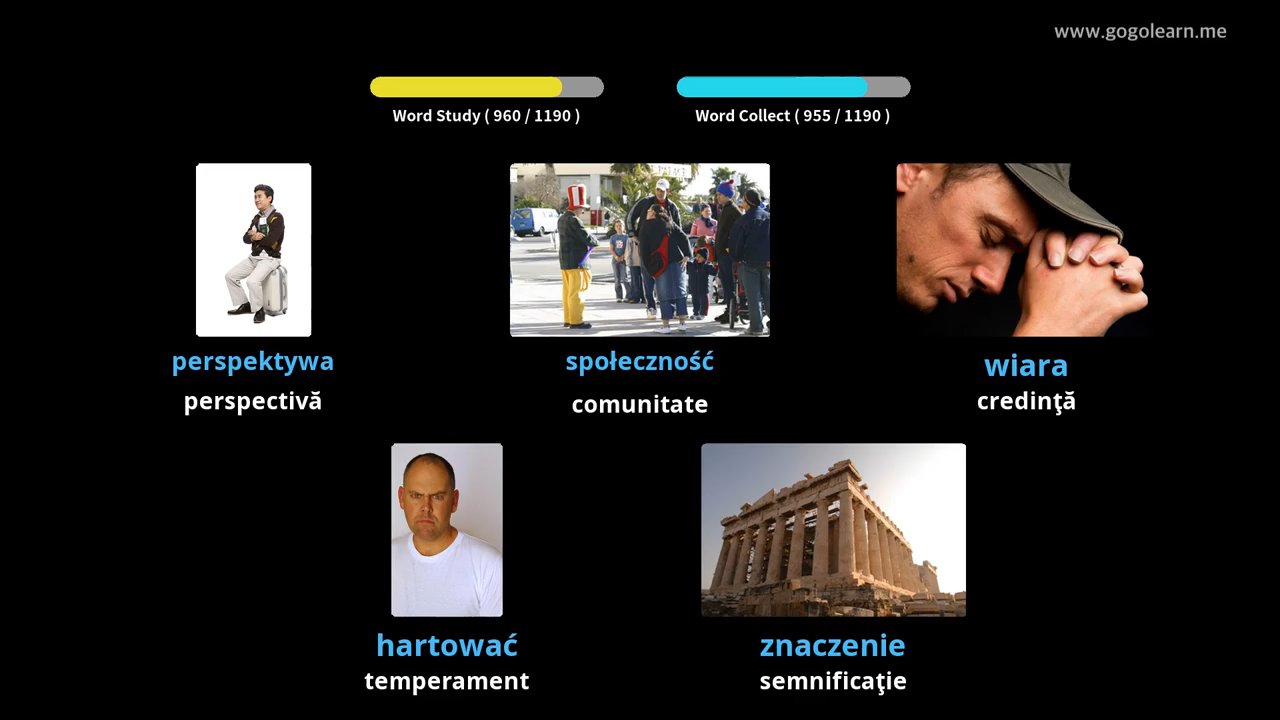 www.gogolearn.me
Word Study ( 960 / 1190 )
Word Collect ( 955 / 1190 )
perspektywa
perspectivă
społeczność
comunitate
wiara
credinţă
hartować
temperament
znaczenie
semnificaţie